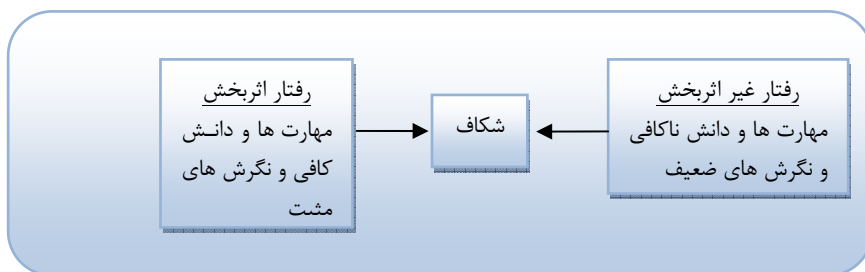 رفتار غیر اثربخش
مهارت ها و دانش ناکافی
و نگرش های ضعیف
شکاف
رفتار اثربخش
مهارت ها و دانـش
کافی و نگرش های
مثبت